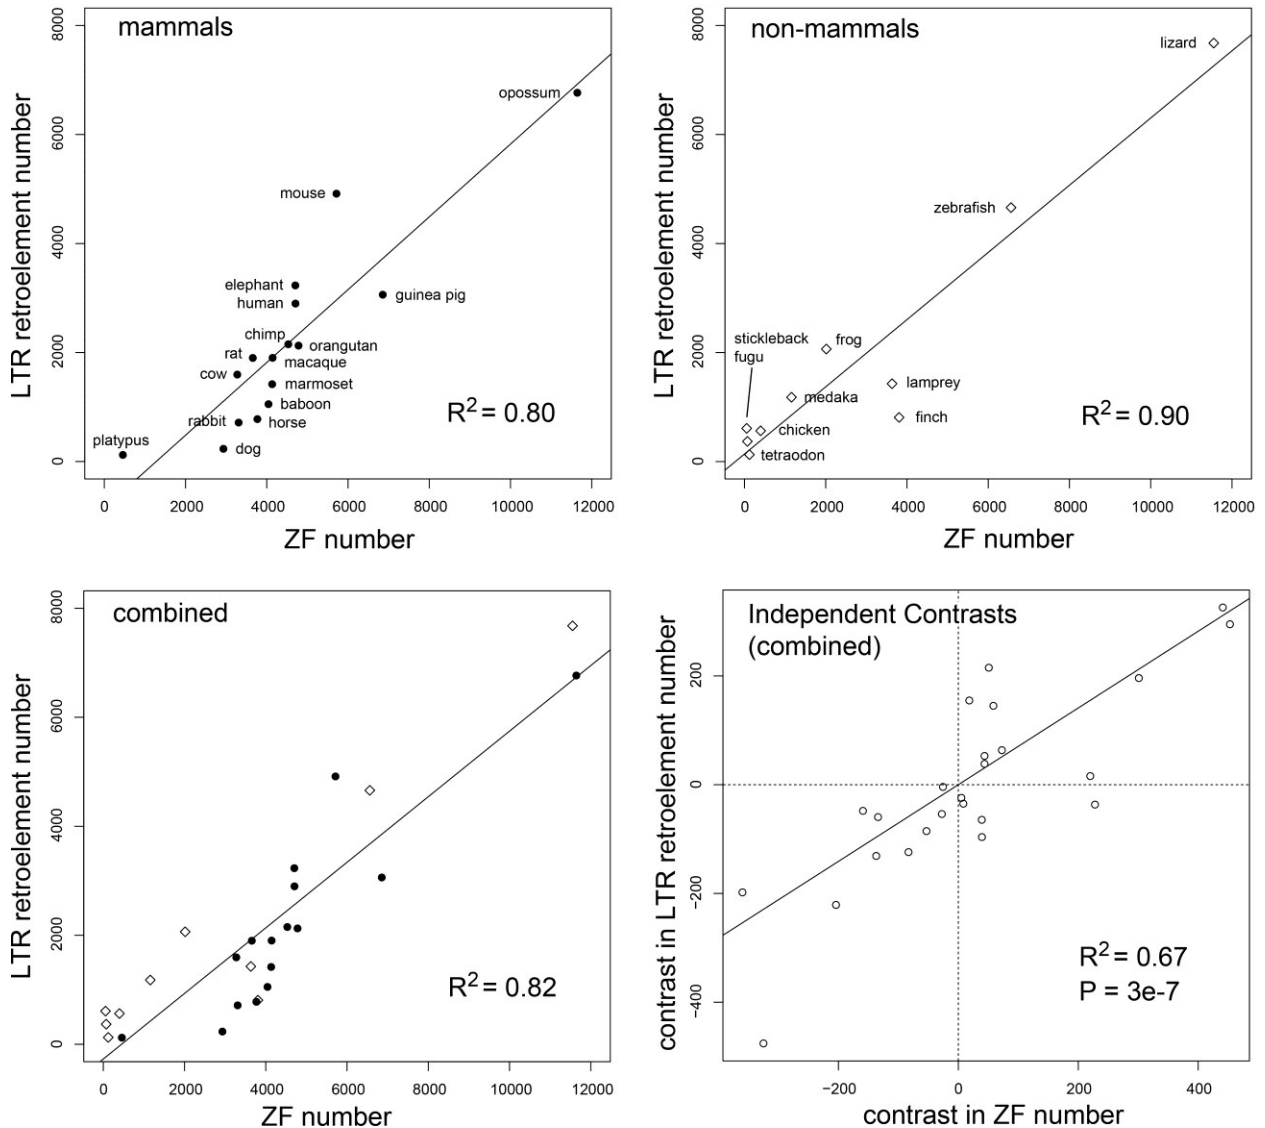 mammals
LTR retroelement number
8000
6000
4000
2000
0
opossum
mouse
elephant
human
guinea pig
chimp
orangutan
rat
macaque
cow
marmoset
baboon
rabbit
horse
platypus
dog
R2 = 0.80
0 2000 4000 6000 8000 10000 12000
ZF number
non-mammals
LTR retroelement number
8000
6000
4000
2000
0
lizard
zebrafish
stickleback
fugu
frog
lamprey
medaka
finch
chicken
tetraodon
R2 = 0.90
0 2000 4000 6000 8000 10000 12000
ZF number
combined
LTR retroelement number
8000
6000
4000
2000
0
R2 = 0.82
0 2000 4000 6000 8000 10000 12000
ZF number
Independent Contrasts
(combined)
contrast in LTR retroelement number
200
0
−200
−400
R2 = 0.67
P = 3e-7
−200 0 200 400
contrast in ZF number